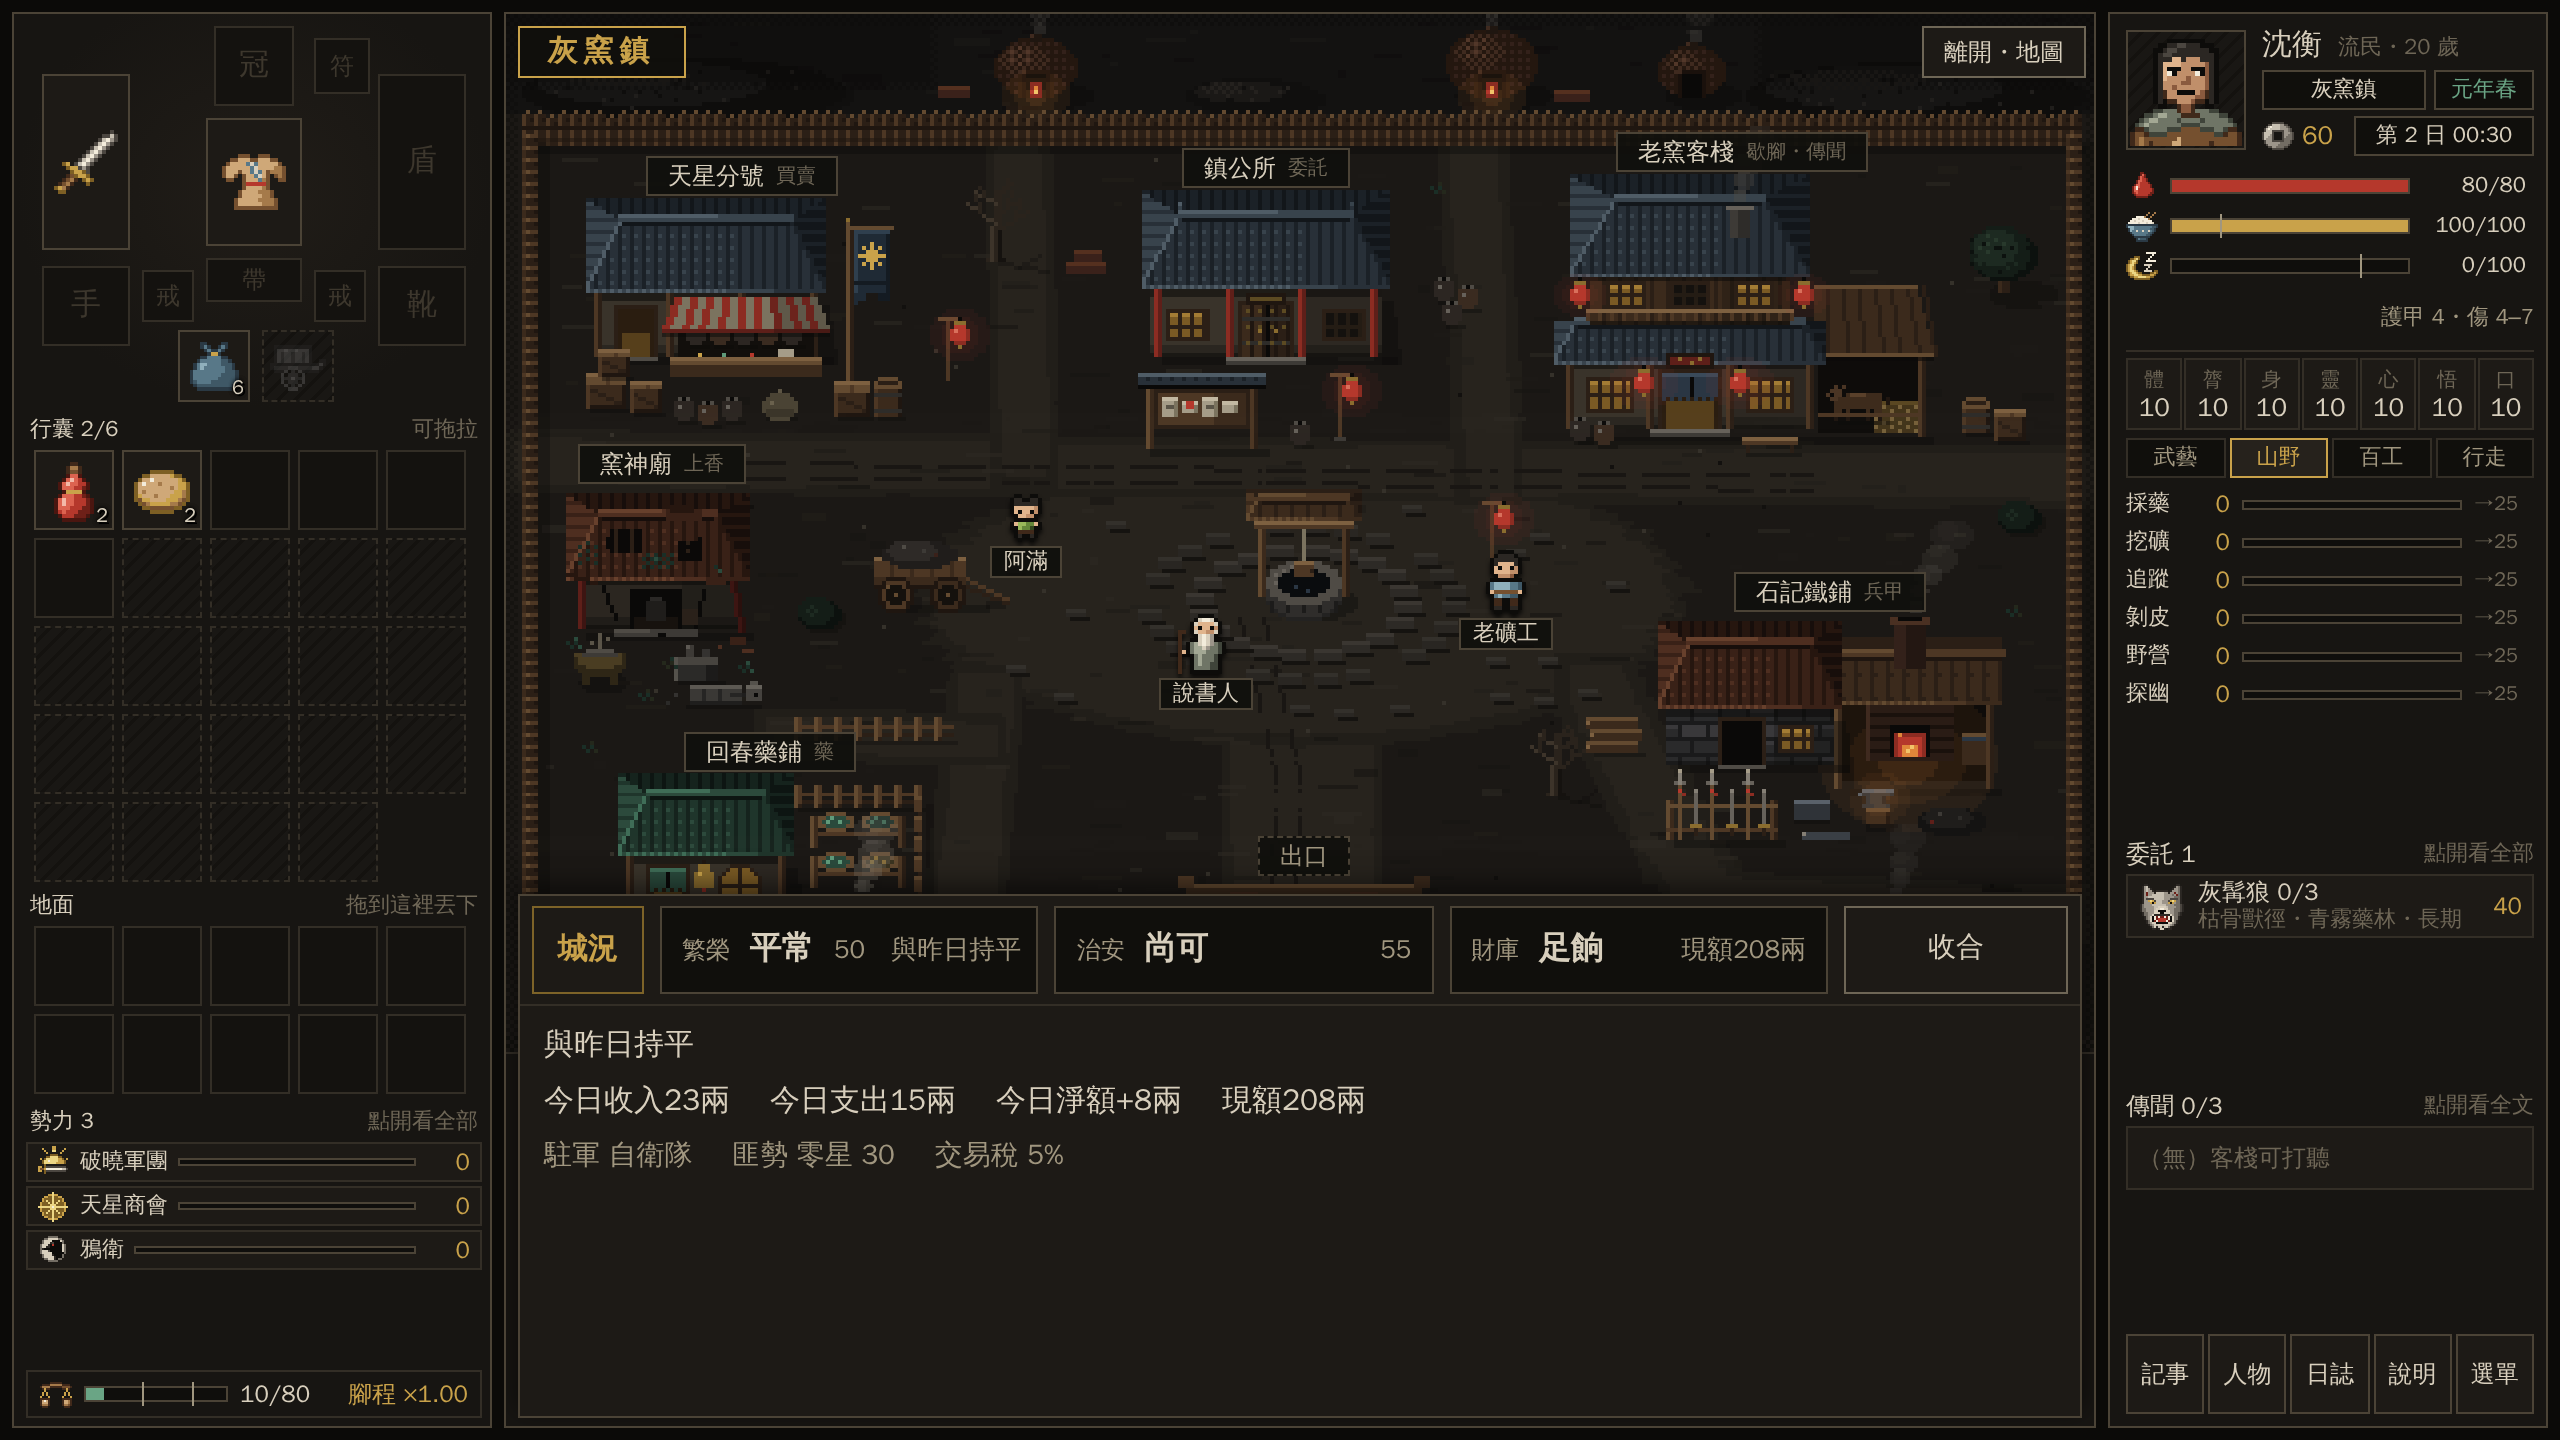 冠
符
盾
手
戒
帶
戒
靴
6
行囊 2/6 可拖拉
2
2
地面 拖到這裡丟下
勢力 3 點開看全部
破曉軍團 0
天星商會 0
鴉衛 0
10/80 腳程 ×1.00
灰窯鎮
離開・地圖
天星分號 買賣
鎮公所 委託
老窯客棧 歇腳・傳聞
窯神廟 上香
阿滿
老礦工
說書人
石記鐵鋪 兵甲
回春藥鋪 藥
出口
城況
繁榮 平常 50 與昨日持平
治安 尚可 55
財庫 足餉 現額208兩
收合
與昨日持平
今日收入23兩 今日支出15兩 今日淨額+8兩 現額208兩
駐軍 自衛隊 匪勢 零星 30 交易稅 5%
沈衡 流民・20 歲
灰窯鎮 元年春
60 第 2 日 00:30
80/80
100/100
0/100
護甲 4・傷 4–7
體 膂 身 靈 心 悟 口
10 10 10 10 10 10 10
武藝 山野 百工 行走
採藥 0 →25
挖礦 0 →25
追蹤 0 →25
剝皮 0 →25
野營 0 →25
探幽 0 →25
委託 1 點開看全部
灰鬃狼 0/3 40
枯骨獸徑・青霧藥林・長期
傳聞 0/3 點開看全文
（無）客棧可打聽
記事 人物 日誌 說明 選單